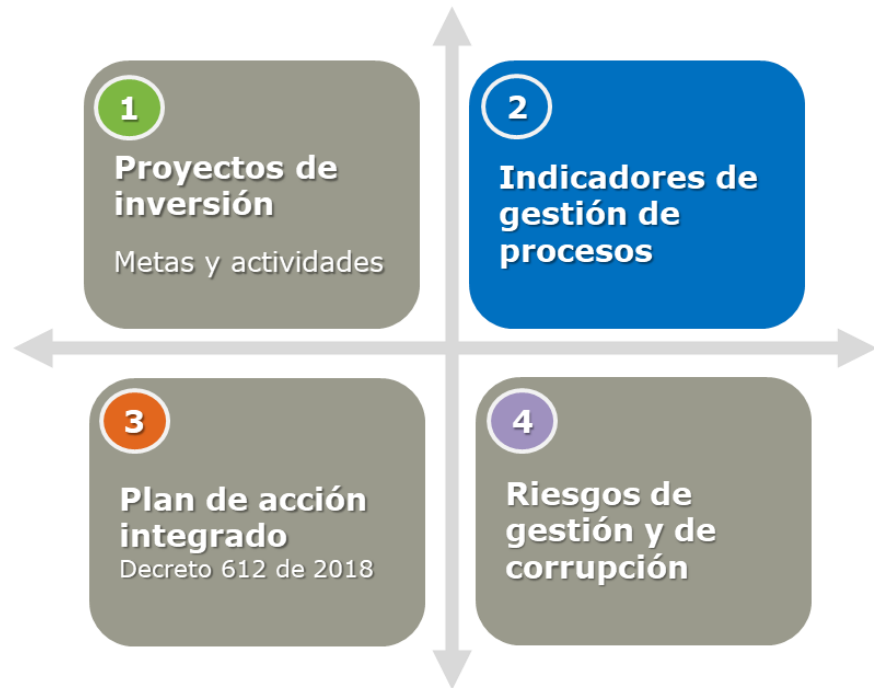 1
Proyectos de
inversión
Metas y actividades
2
Indicadores de
gestión de
procesos
3
Plan de acción
integrado
Decreto 612 de 2018
4
Riesgos de
gestión y de
corrupción